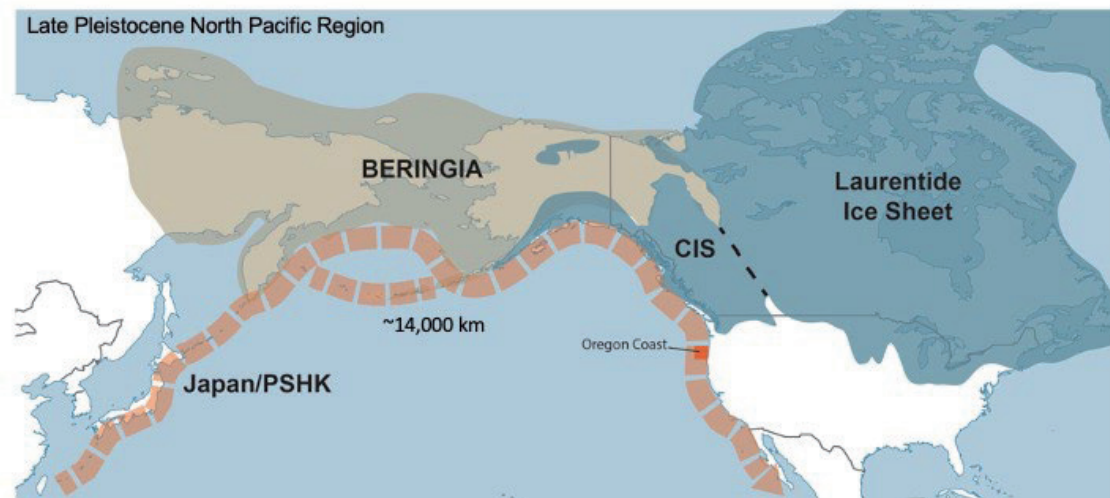 Late Pleistocene North Pacific Region
BERINGIA
Laurentide
Ice Sheet
CIS
~14,000 km
Oregon Coast
Japan/PSHK